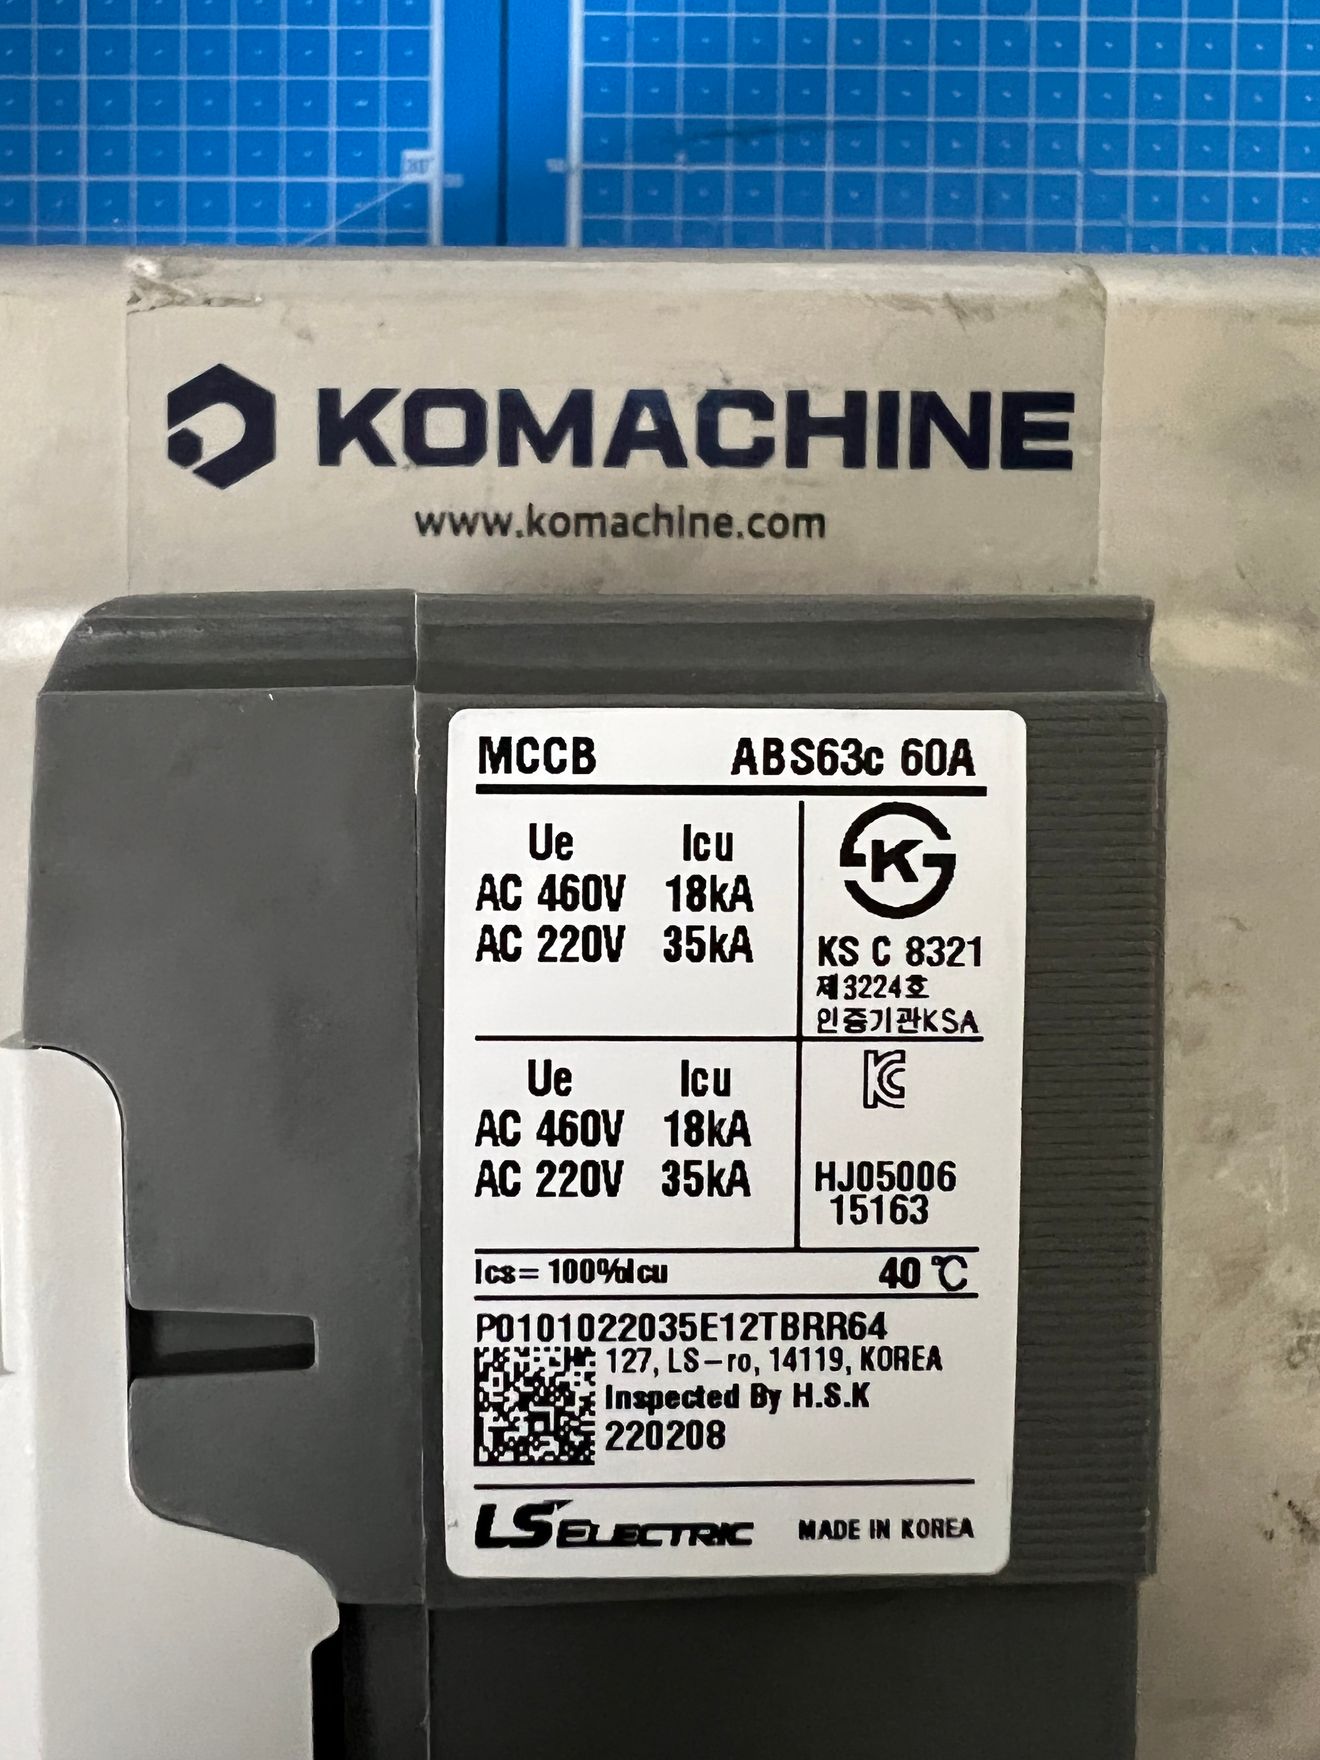 KOMACHINE
www.komachine.com
MCCB ABS63c 60A
Ue Icu
AC 460V 18kA
AC 220V 35kA
K
KS C 8321
제3224호
인증기관KSA
Ue Icu
AC 460V 18kA
AC 220V 35kA
KC
HJ05006
15163
Ics= 100%Icu 40℃
P0101022035E12TBRR64
127, LS-ro, 14119, KOREA
Inspected By H.S.K
220208
LS ELECTRIC MADE IN KOREA